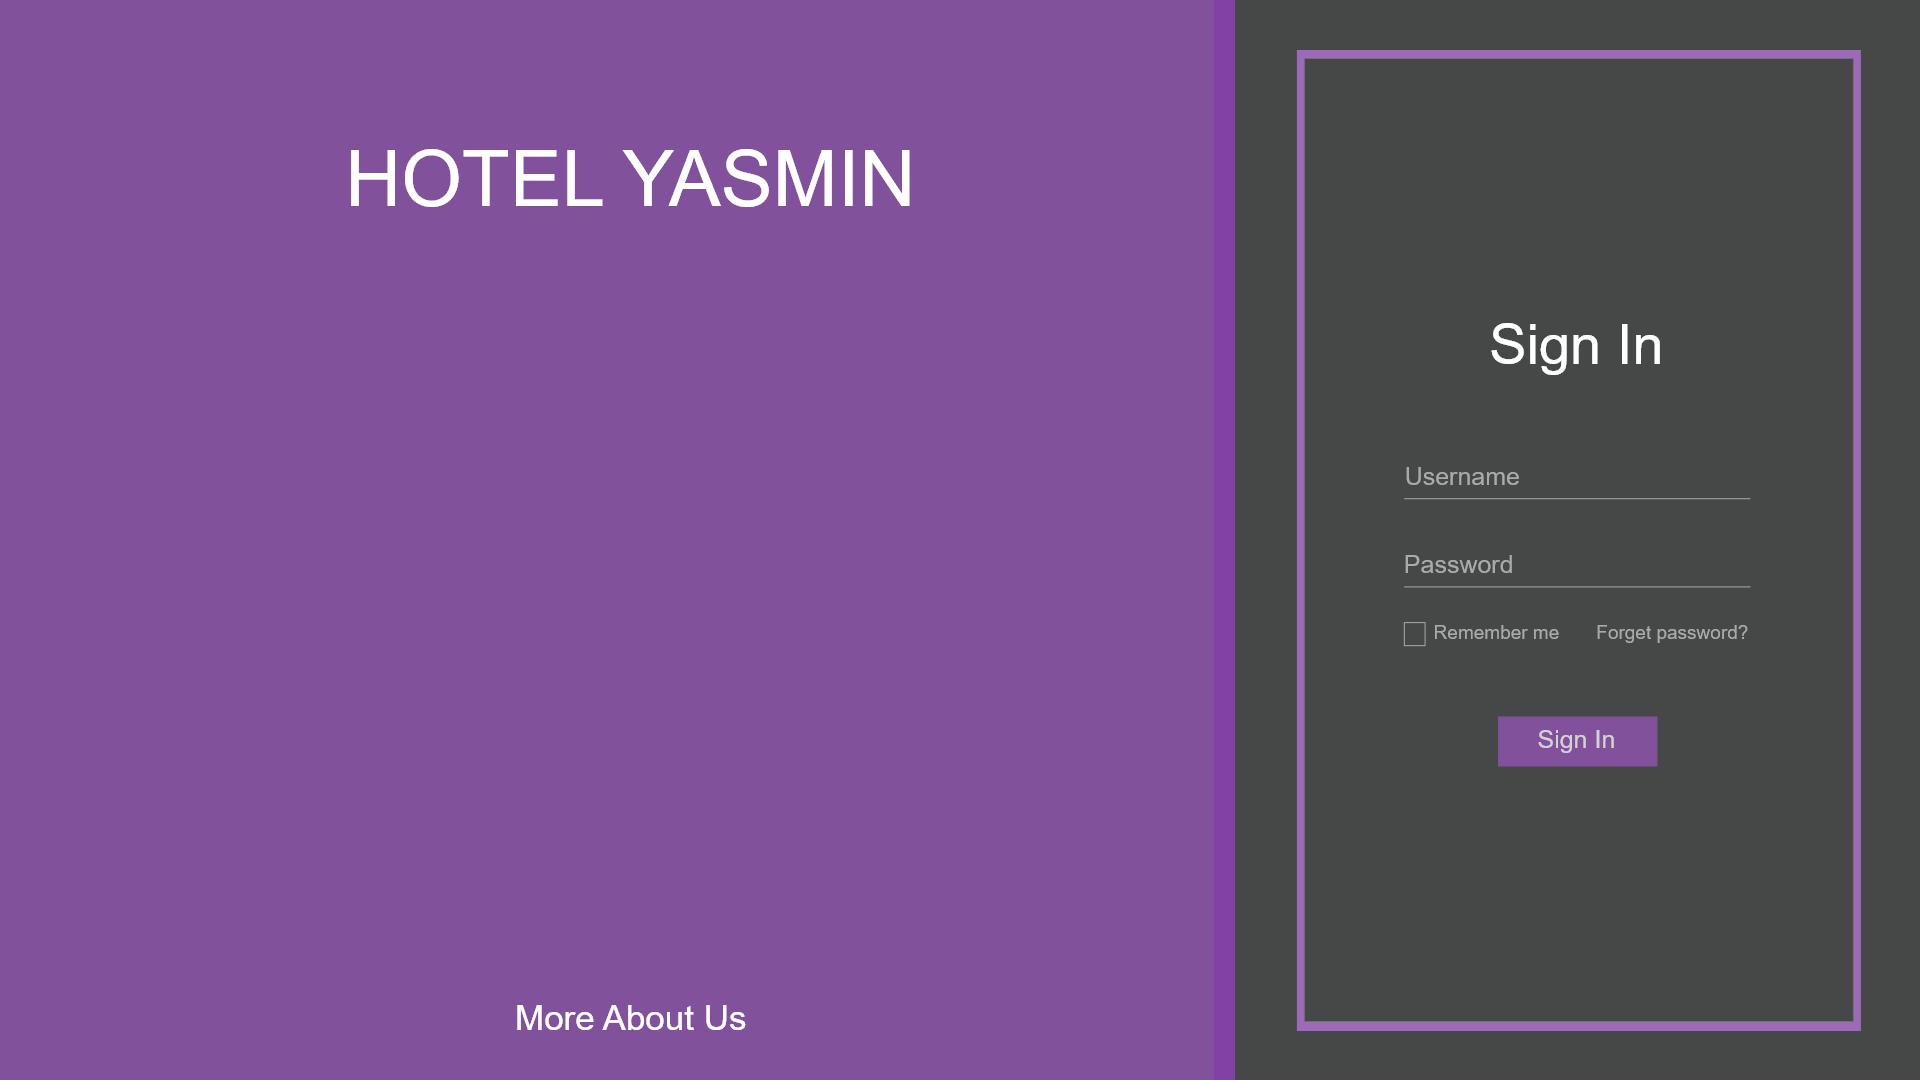 HOTEL YASMIN
More About Us
Sign In
Username
Password
Remember me Forget password?
Sign In